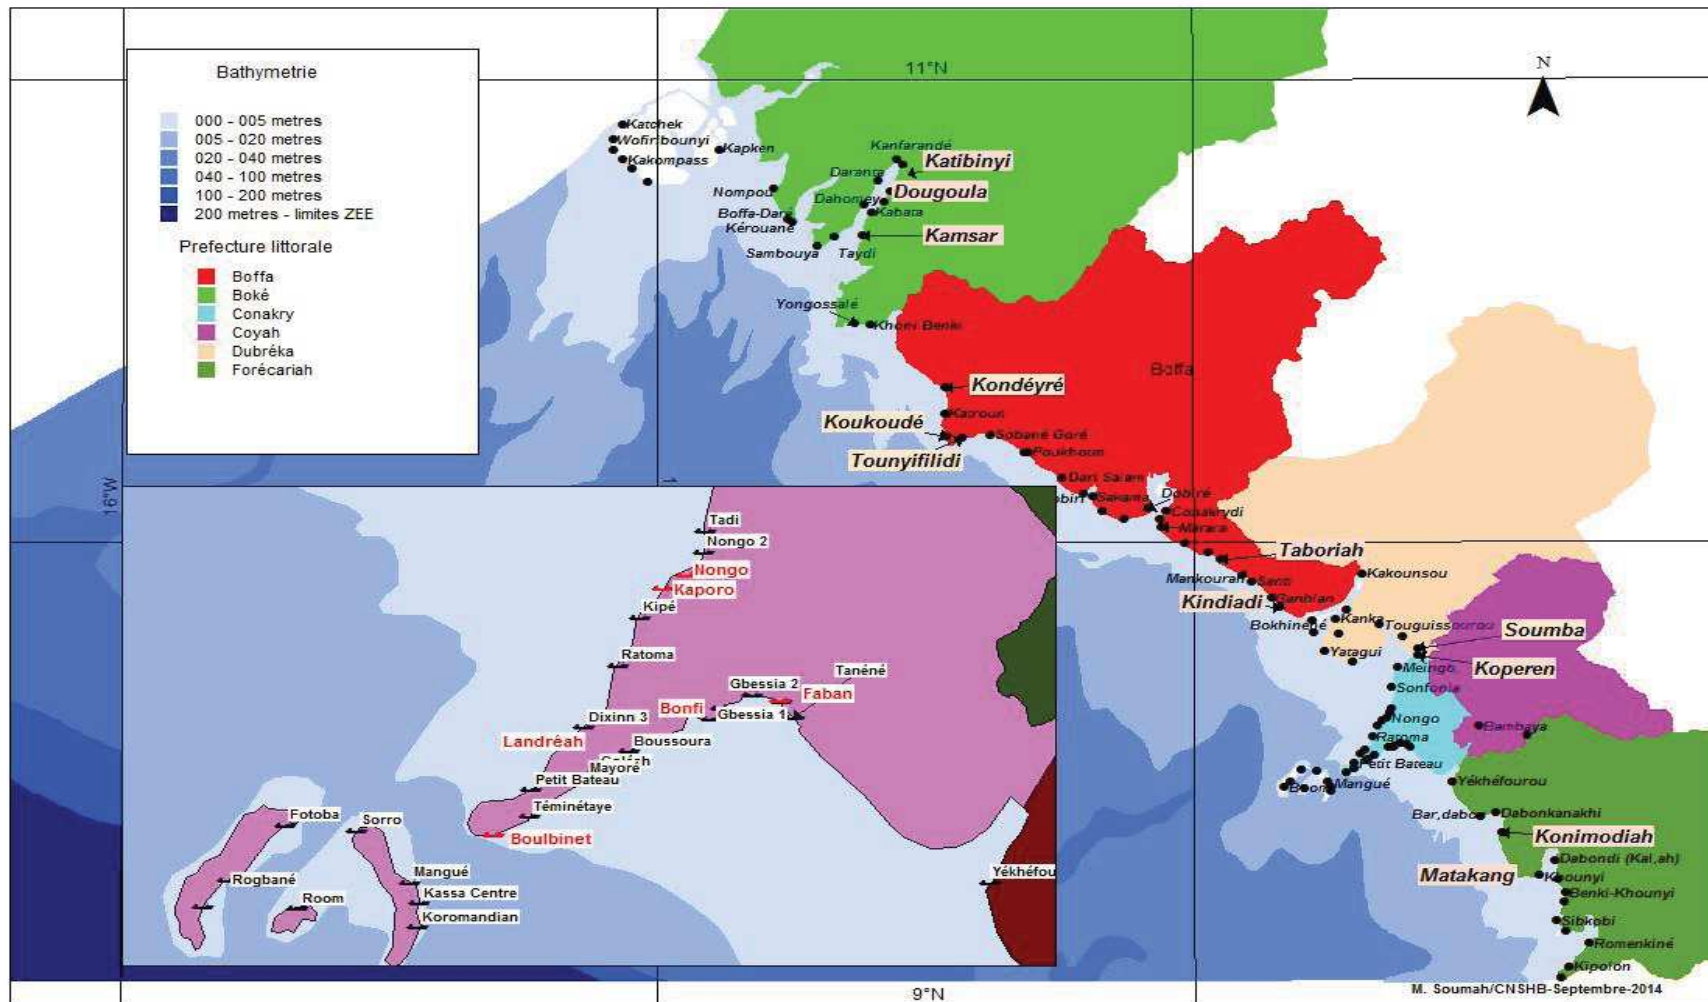 Bathymetrie
000 - 005 metres
005 - 020 metres
020 - 040 metres
040 - 100 metres
100 - 200 metres
200 metres - limites ZEE
Prefecture littorale
Boffa
Boké
Conakry
Coyah
Dubréka
Forécariah
11°N
N
16°W
9°N
Katchek
Wofiribounyi
Kakompass
Kapken
Kanfarandé
Katibinyi
Daranta
Nompou
Dahomey
Dougoula
Kabata
Boffa-Daré
Kérouané
Kamsar
Sambouya
Taydi
Yongossalé
Khoni Benki
Boffa
Kondéyré
Katroun
Koukoudé
Sobané Goré
Tounyifilidi
Poukhoun
Dari Salam
Sakama
Dobiré
Conakrydi
Marara
Taboriah
Mankourah
Santi
Kakounsou
Kindiadi
Ganblan
Bokhinené
Kanka
Touguissourou
Soumba
Yatagui
Koperen
Meingo
Sonfonia
Nongo
Bambaya
Ratoma
Petit Bateau
Mangué
Yékhéfourou
Bar,dabo
Dabonkanakhi
Konimodiah
Dabondi (Kal,ah)
Matakang
Khounyi
Benki-Khounyi
Sibkobi
Romenkiné
Kipolon
M. Soumah/CNSHB-Septembre-2014
Tadi
Nongo 2
Nongo
Kaporo
Kipé
Ratoma
Tanéné
Gbessia 2
Faban
Bonfi
Gbessia 1
Dixinn 3
Landréah
Boussoura
Mayoré
Petit Bateau
Téminétaye
Boulbinet
Fotoba
Sorro
Rogbané
Room
Mangué
Kassa Centre
Koromandian
Yékhéfou